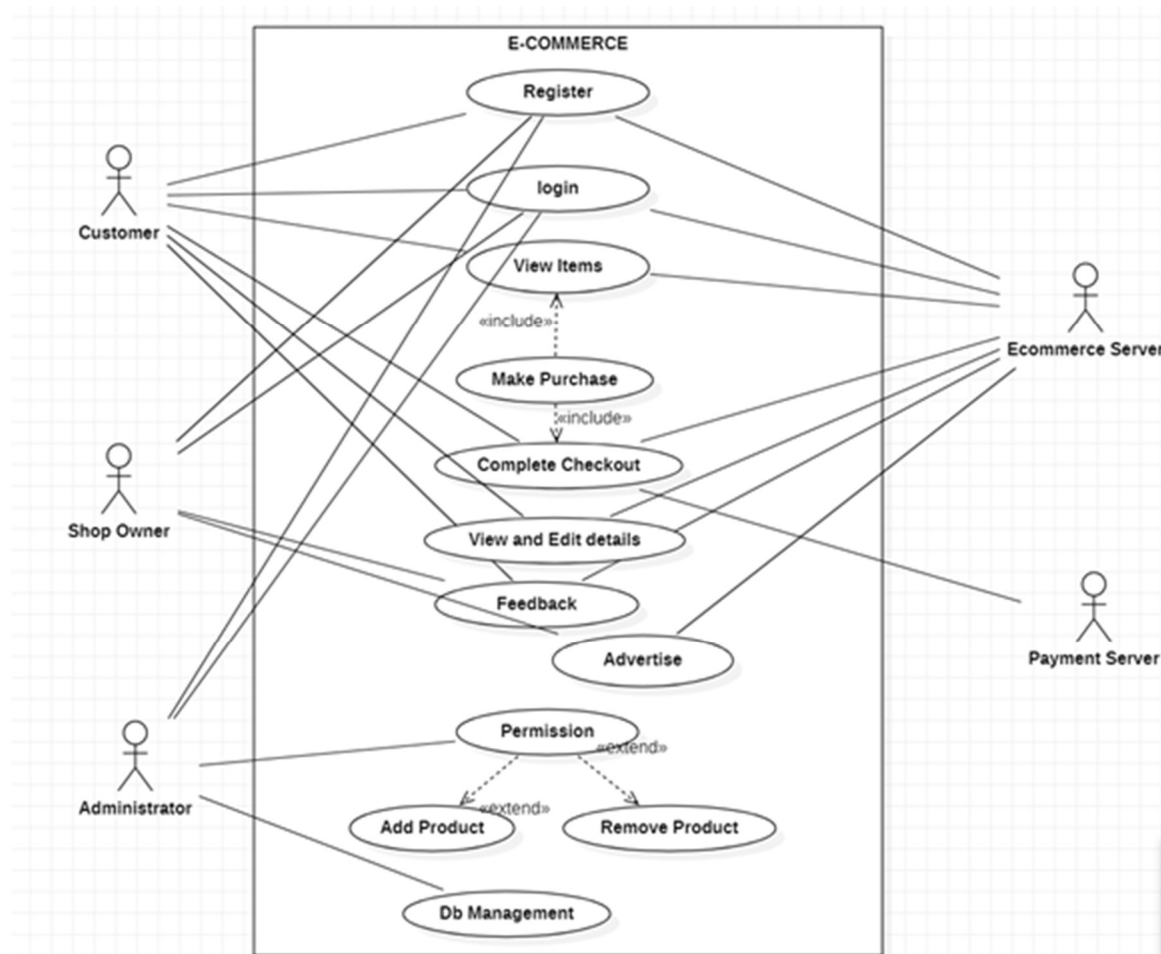 E-COMMERCE
Register
Customer
login
View Items
Ecommerce Server
«include»
Make Purchase
«include»
Complete Checkout
Shop Owner
View and Edit details
Feedback
Advertise
Payment Server
Permission
«extend»
Administrator
«extend»
Add Product
Remove Product
Db Management